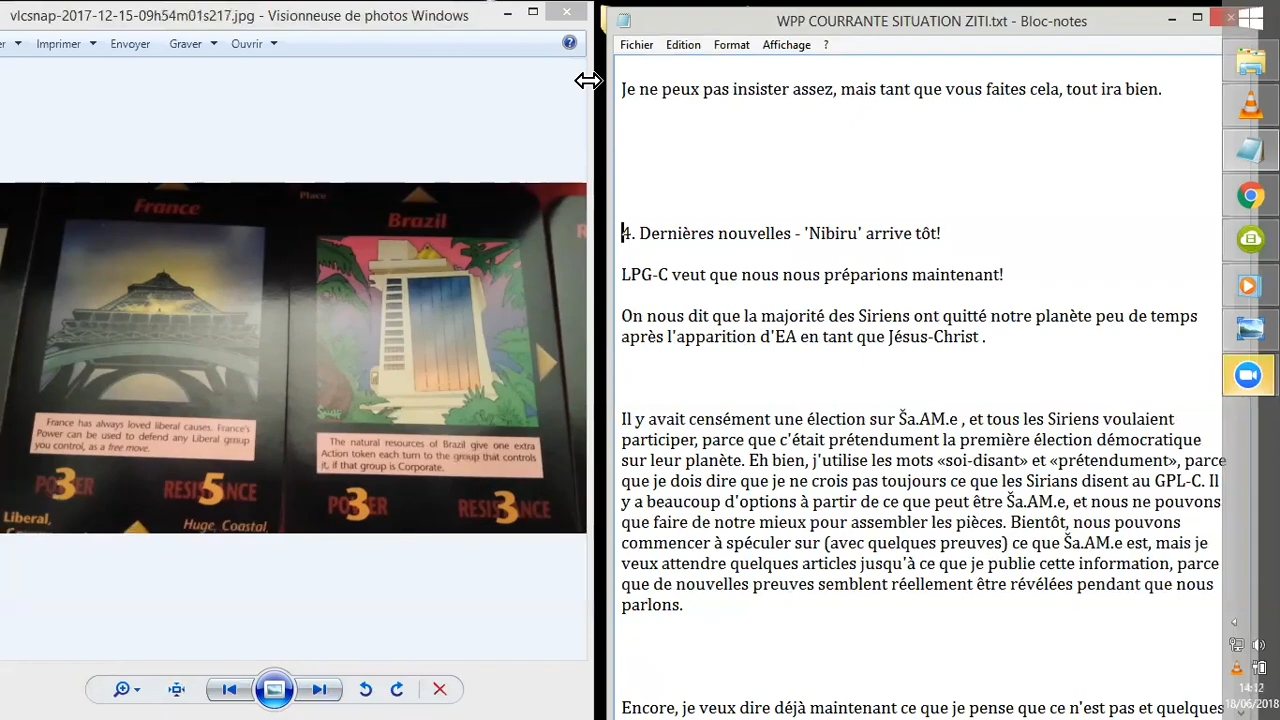 vlcsnap-2017-12-15-09h54m01s217.jpg - Visionneuse de photos Windows
Imprimer Envoyer Graver Ouvrir
France
France has always loved liberal causes. France's
Power can be used to defend any Liberal group
you control, as a free move.
POWER 3 RESISTANCE 5
Liberal,
Huge, Coastal,
Place
Brazil
The natural resources of Brazil give one extra
Action token each turn to the group that controls
it, if that group is Corporate.
POWER 3 RESISTANCE 3
WPP COURRANTE SITUATION ZITI.txt - Bloc-notes
Fichier Edition Format Affichage ?
Je ne peux pas insister assez, mais tant que vous faites cela, tout ira bien.
4. Dernières nouvelles - 'Nibiru' arrive tôt!
LPG-C veut que nous nous préparions maintenant!
On nous dit que la majorité des Siriens ont quitté notre planète peu de temps
après l'apparition d'EA en tant que Jésus-Christ .
Il y avait censément une élection sur Ša.AM.e , et tous les Siriens voulaient
participer, parce que c'était prétendument la première élection démocratique
sur leur planète. Eh bien, j'utilise les mots «soi-disant» et «prétendument», parce
que je dois dire que je ne crois pas toujours ce que les Sirians disent au GPL-C. Il
y a beaucoup d'options à partir de ce que peut être Ša.AM.e, et nous ne pouvons
que faire de notre mieux pour assembler les pièces. Bientôt, nous pouvons
commencer à spéculer sur (avec quelques preuves) ce que Ša.AM.e est, mais je
veux attendre quelques articles jusqu'à ce que je publie cette information, parce
que de nouvelles preuves semblent réellement être révélées pendant que nous
parlons.
Encore, je veux dire déjà maintenant ce que je pense que ce n'est pas et quelques
14:12
18/06/2018